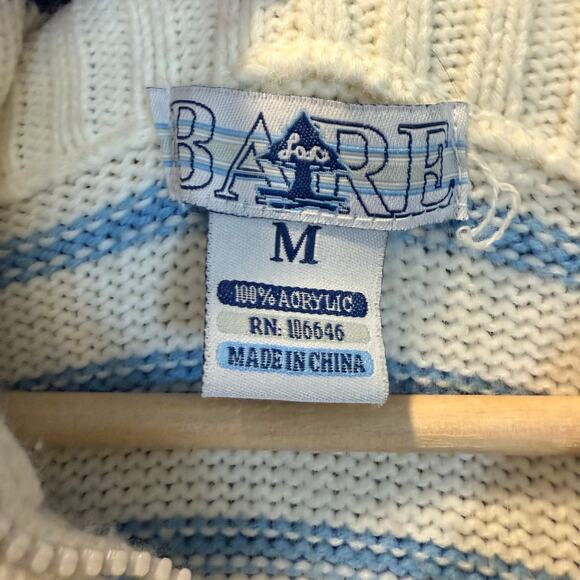 BARE
M
100% ACRYLIC
RN: 106646
MADE IN CHINA